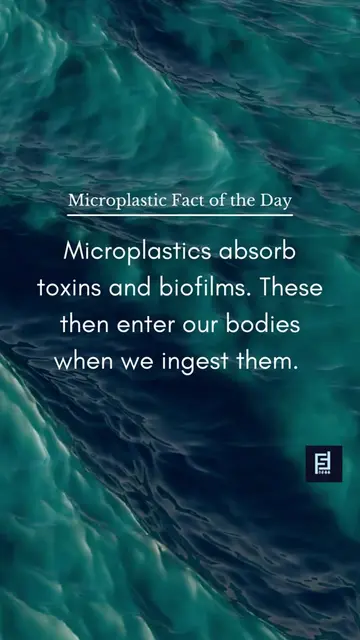 Microplastic Fact of the Day
Microplastics absorb
toxins and biofilms. These
then enter our bodies
when we ingest them.